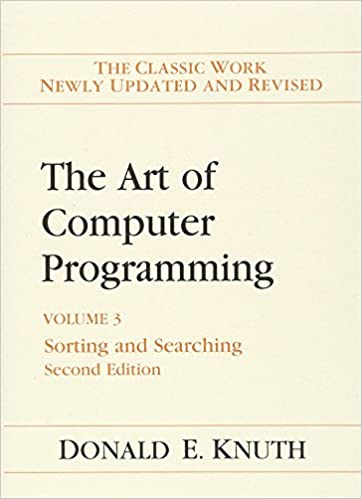 THE CLASSIC WORK
NEWLY UPDATED AND REVISED
The Art of
Computer
Programming
VOLUME 3
Sorting and Searching
Second Edition
DONALD E. KNUTH